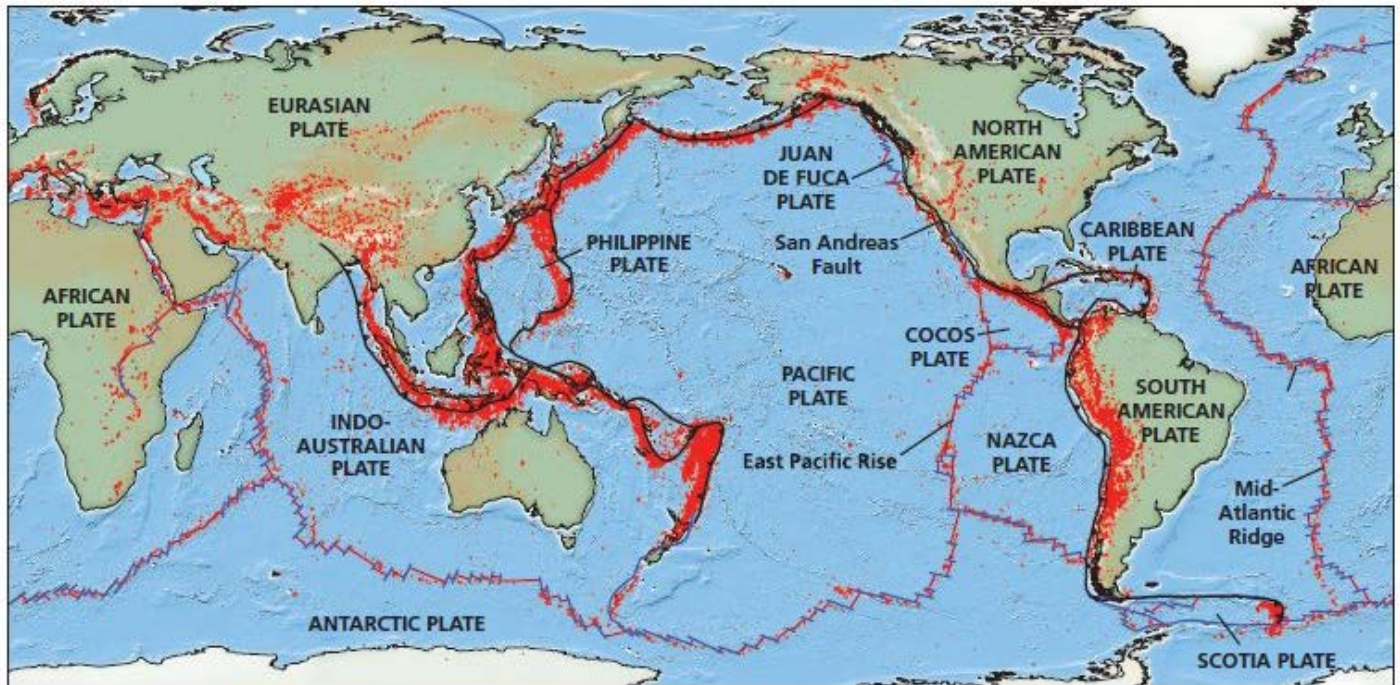 EURASIAN
PLATE
NORTH
AMERICAN
PLATE
JUAN
DE FUCA
PLATE
San Andreas
Fault
CARIBBEAN
PLATE
PHILIPPINE
PLATE
AFRICAN
PLATE
AFRICAN
PLATE
COCOS
PLATE
PACIFIC
PLATE
SOUTH
AMERICAN
PLATE
INDO-
AUSTRALIAN
PLATE
NAZCA
PLATE
East Pacific Rise
Mid-
Atlantic
Ridge
ANTARCTIC PLATE
SCOTIA PLATE